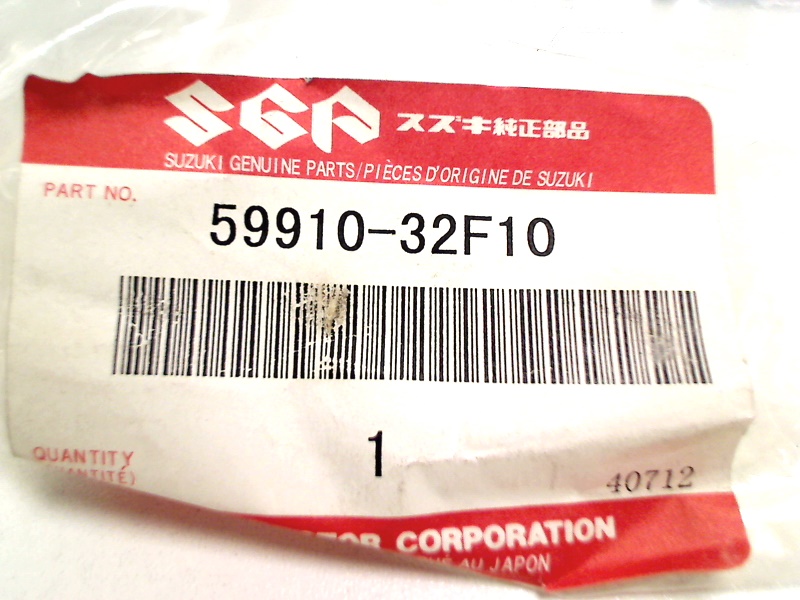 SGP スズキ純正部品
SUZUKI GENUINE PARTS/PIÈCES D'ORIGINE DE SUZUKI
PART NO.
59910-32F10
1
QUANTITY
40712
CORPORATION
AU JAPON